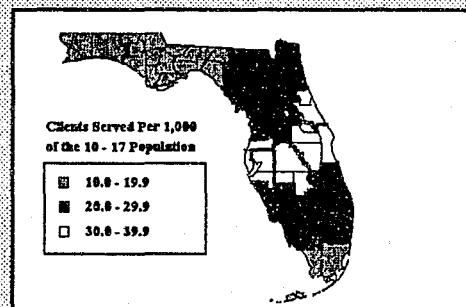 Clients Served Per 1,000
of the 10 - 17 Population
10.0 - 19.9
20.0 - 29.9
30.0 - 39.9